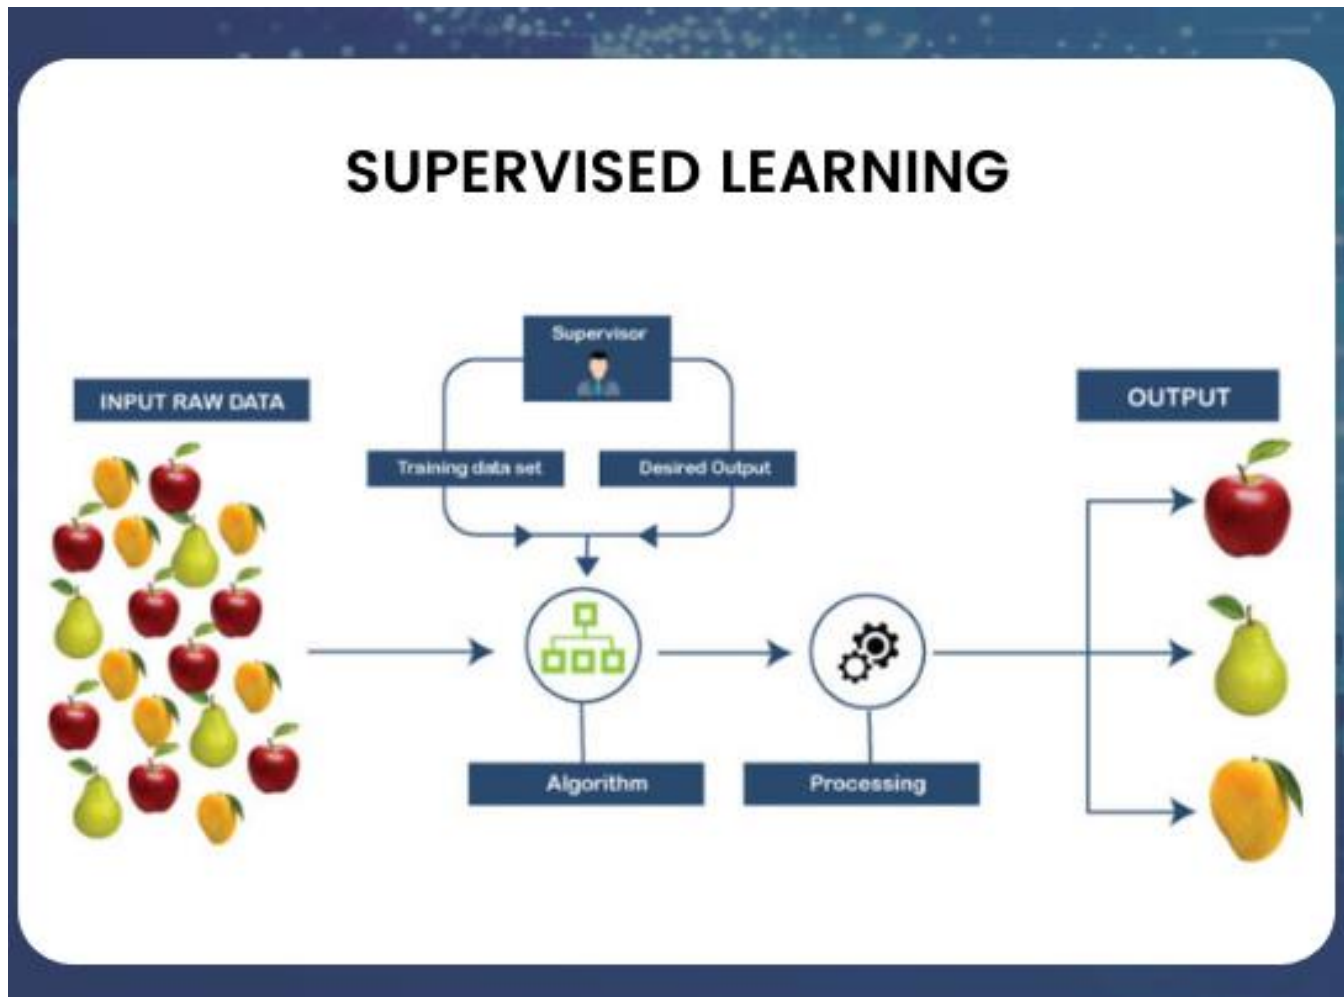 SUPERVISED LEARNING
Supervisor
INPUT RAW DATA
OUTPUT
Training data set
Desired Output
Algorithm
Processing